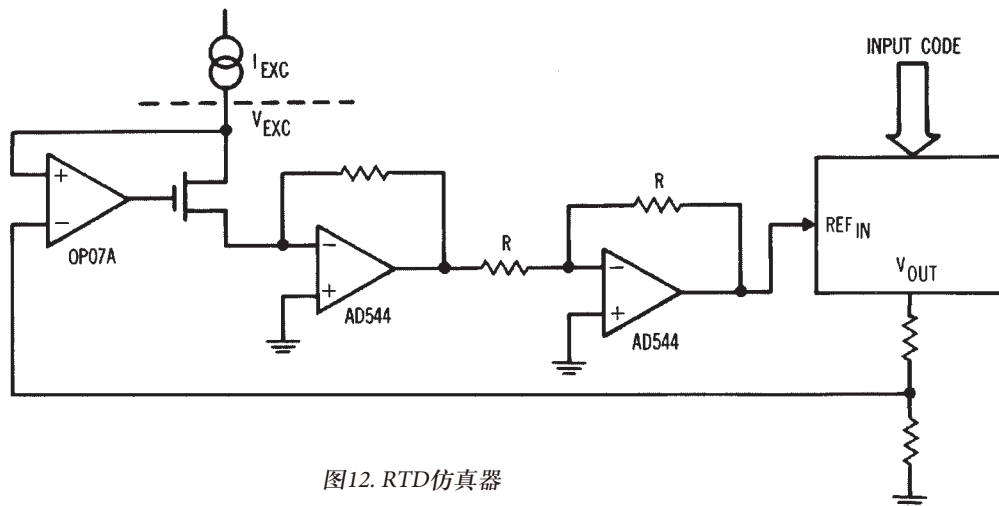 INPUT CODE
I EXC
V EXC
+
−
OP07A
−
+
AD544
R
R
−
+
AD544
REF IN
V OUT
图12. RTD仿真器